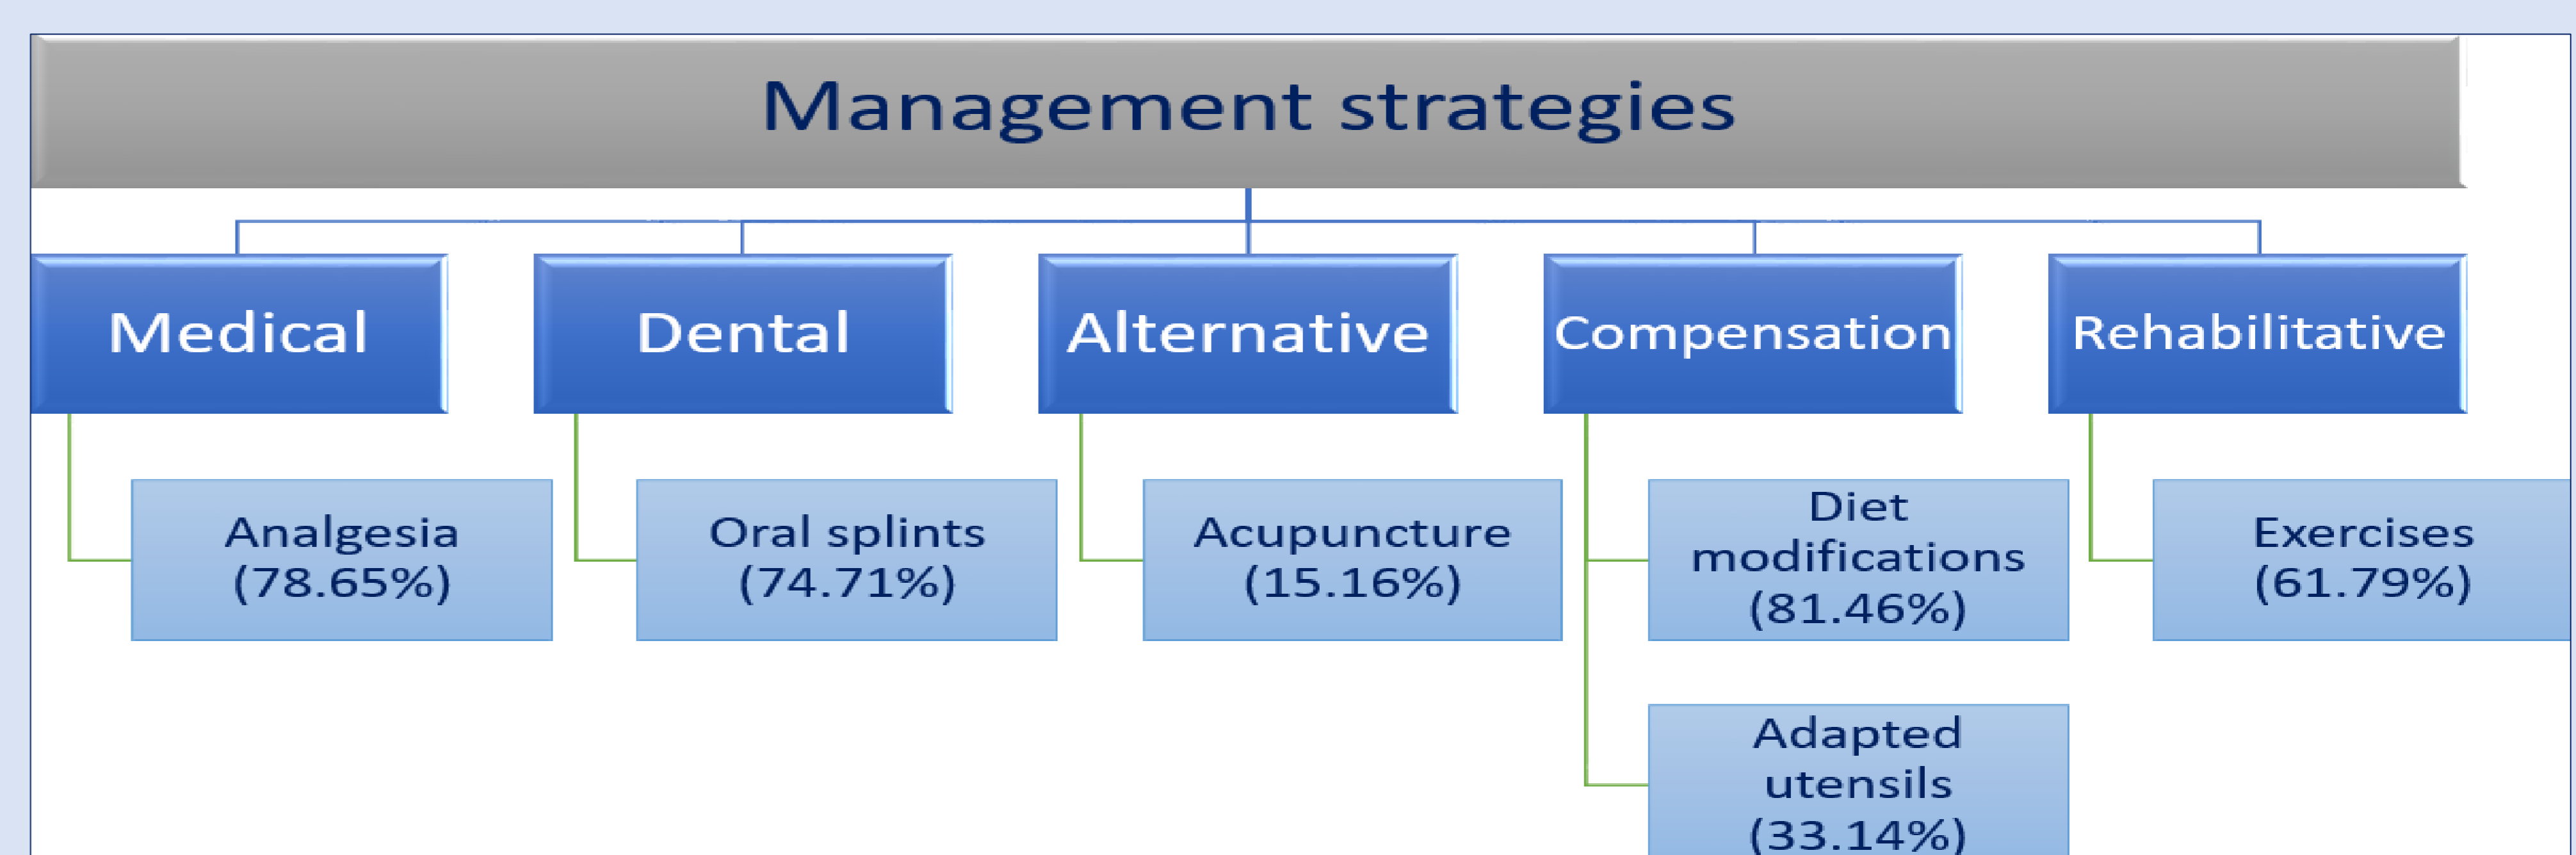 Management strategies
Medical
Dental
Alternative
Compensation
Rehabilitative
Analgesia
(78.65%)
Oral splints
(74.71%)
Acupuncture
(15.16%)
Diet
modifications
(81.46%)
Exercises
(61.79%)
Adapted
utensils
(33.14%)